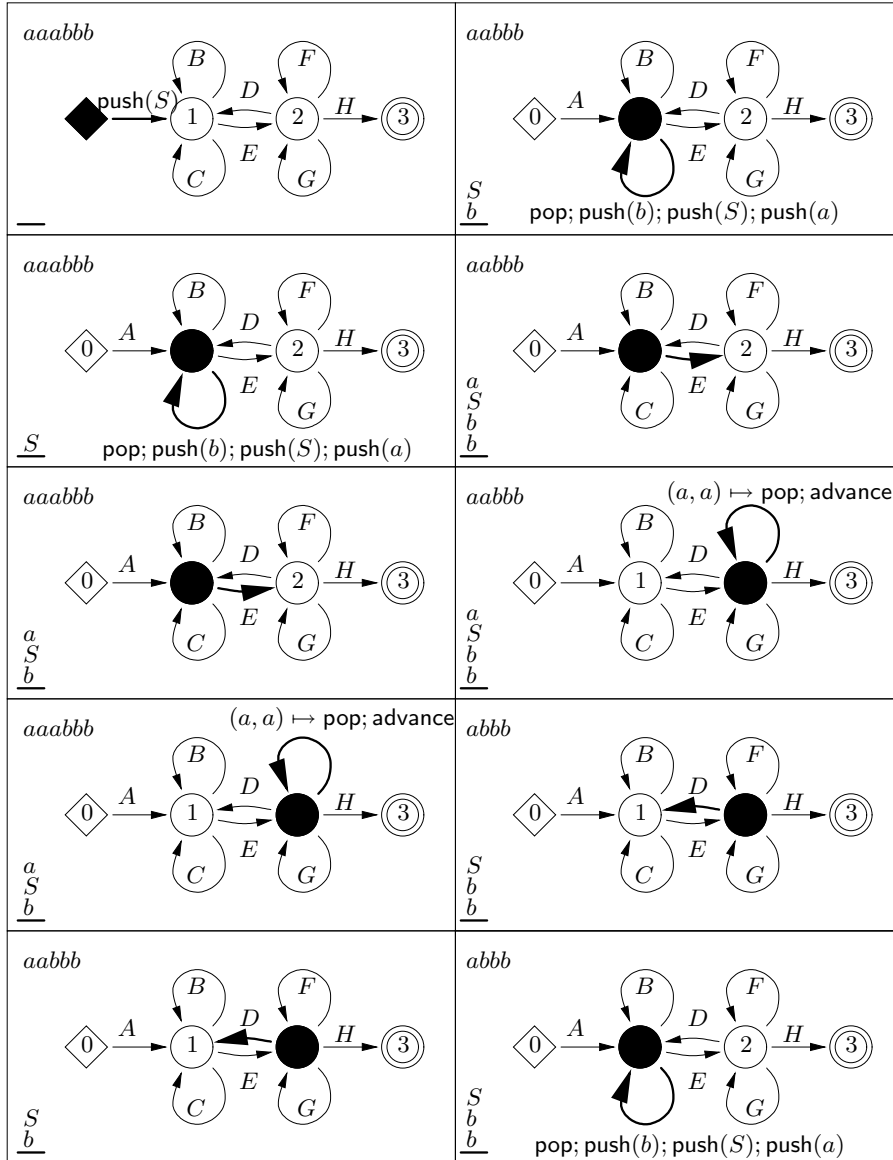 aaabbb
B F
push(S) D
1 2 H 3
E
C G
aaabbb
B F
A D
0 2 H 3
E
C G
S
pop; push(b); push(S); push(a)
aaabbb
B F
A D
0 2 H 3
E
a
S C G
b
(a, a) ↦ pop; advance
aaabbb
B F
A D
0 1 H 3
E
a
S C G
b
aabbb
B F
A D
0 1 H 3
E
C G
S
b
aabbb
B F
A D
0 2 H 3
E
G
S
b pop; push(b); push(S); push(a)
aabbb
B F
A D
0 2 H 3
E
a
S C G
b
b
(a, a) ↦ pop; advance
aabbb
B F
A D
0 1 H 3
E
a
S C G
b
b
abbb
B F
A D
0 1 H 3
E
C G
S
b
b
abbb
B F
A D
0 2 H 3
E
G
S
b
b pop; push(b); push(S); push(a)